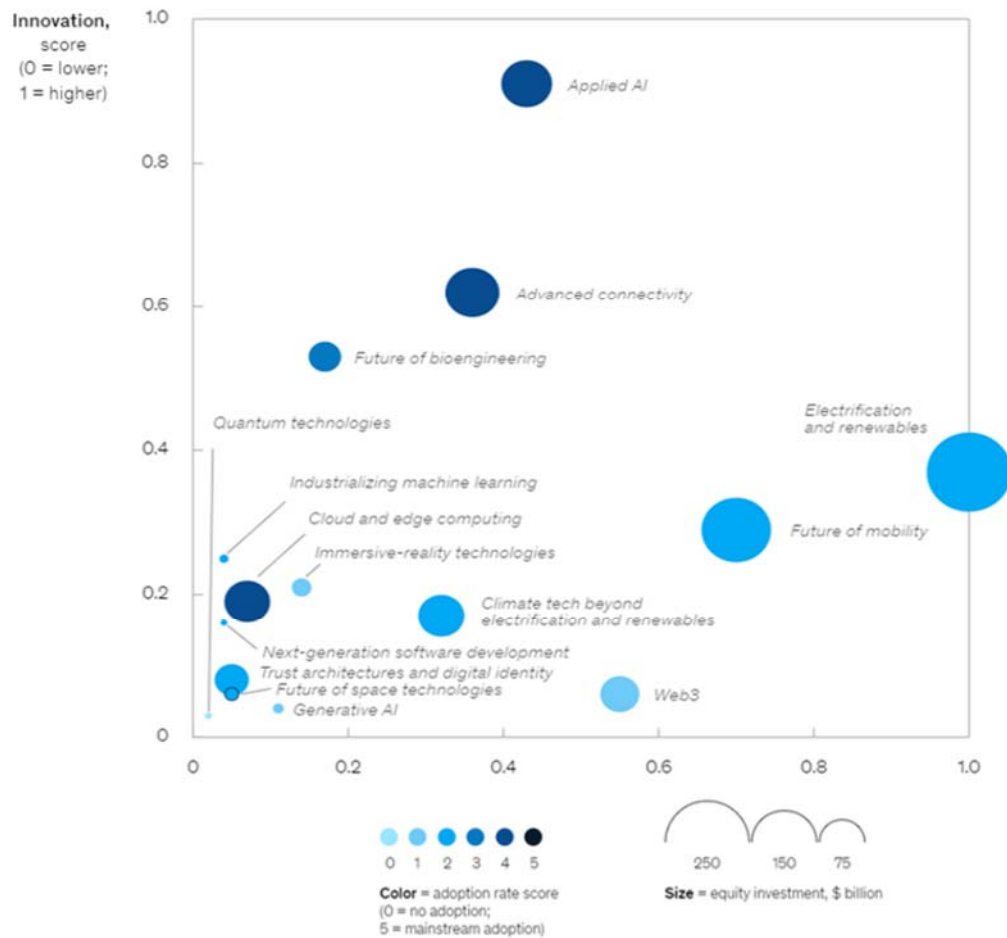 Innovation,
score
(0 = lower;
1 = higher)
1.0
Applied AI
0.8
Advanced connectivity
0.6
Future of bioengineering
Electrification
and renewables
Quantum technologies
0.4
Industrializing machine learning
Cloud and edge computing
Future of mobility
Immersive-reality technologies
0.2
Climate tech beyond
electrification and renewables
Next-generation software development
Trust architectures and digital identity
Future of space technologies
Web3
Generative AI
0
0 0.2 0.4 0.6 0.8 1.0
0 1 2 3 4 5
250 150 75
Color = adoption rate score
(0 = no adoption;
5 = mainstream adoption)
Size = equity investment, $ billion